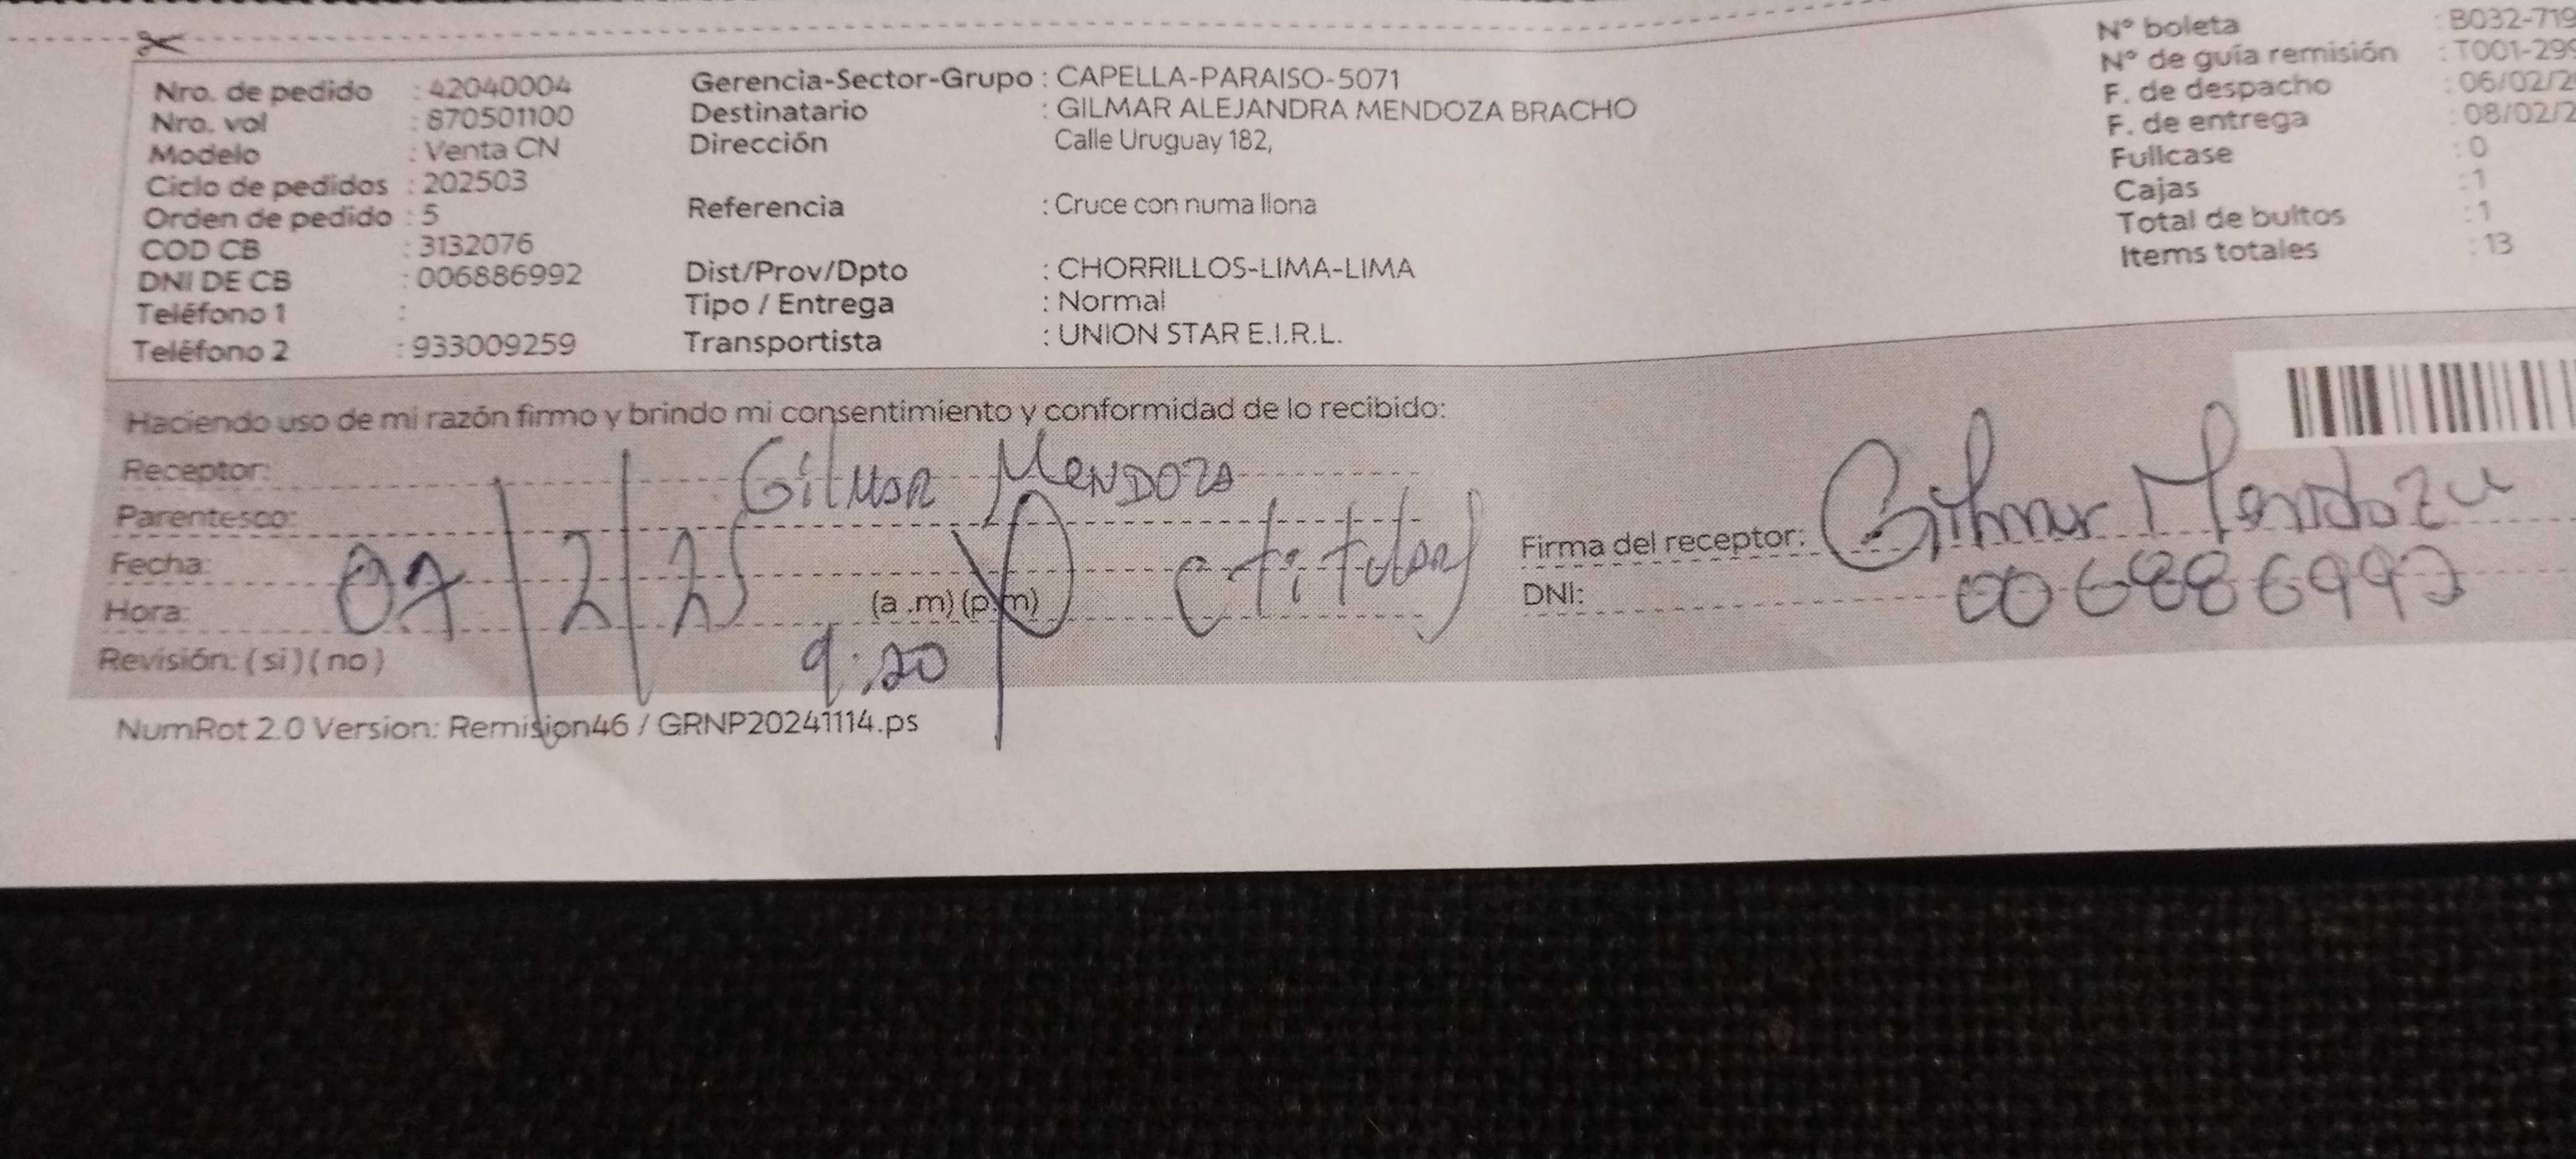 Nro. de pedido : 42040004
Nro. vol : 870501100
Modelo : Venta CN
Ciclo de pedidos : 202503
Orden de pedido : 5
COD CB : 3132076
DNI DE CB : 006886992
Teléfono 1 :
Teléfono 2 : 933009259
Gerencia-Sector-Grupo : CAPELLA-PARAISO-5071
Destinatario : GILMAR ALEJANDRA MENDOZA BRACHO
Dirección Calle Uruguay 182,
Referencia : Cruce con numa llona
Dist/Prov/Dpto : CHORRILLOS-LIMA-LIMA
Tipo / Entrega : Normal
Transportista : UNION STAR E.I.R.L.
N° boleta : B032-719
N° de guía remisión : T001-299
F. de despacho : 06/02/2
F. de entrega : 08/02/2
Fullcase : 0
Cajas : 1
Total de bultos : 1
Items totales : 13
Haciendo uso de mi razón firmo y brindo mi consentimiento y conformidad de lo recibido:
Receptor: Gilmar Mendoza
Parentesco: (titular)
Fecha: 07/2/25
Hora: (a .m) (p.m)
9:20
Revisión: ( si ) ( no )
Firma del receptor: Gilmar Mendoza
DNI: 006886992
NumRot 2.0 Version: Remision46 / GRNP20241114.ps